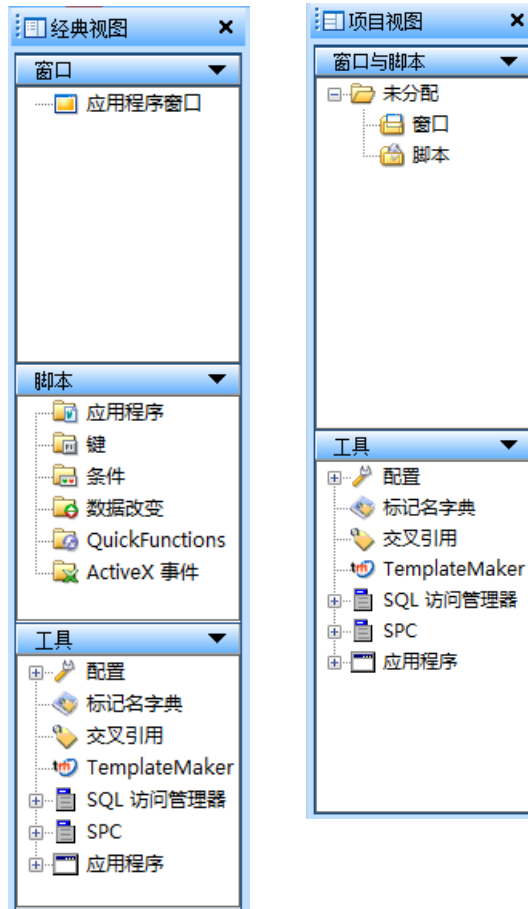 经典视图
窗口
应用程序窗口
脚本
应用程序
键
条件
数据改变
QuickFunctions
ActiveX 事件
工具
配置
标记名字典
交叉引用
TemplateMaker
SQL 访问管理器
SPC
应用程序
项目视图
窗口与脚本
未分配
窗口
脚本
工具
配置
标记名字典
交叉引用
TemplateMaker
SQL 访问管理器
SPC
应用程序